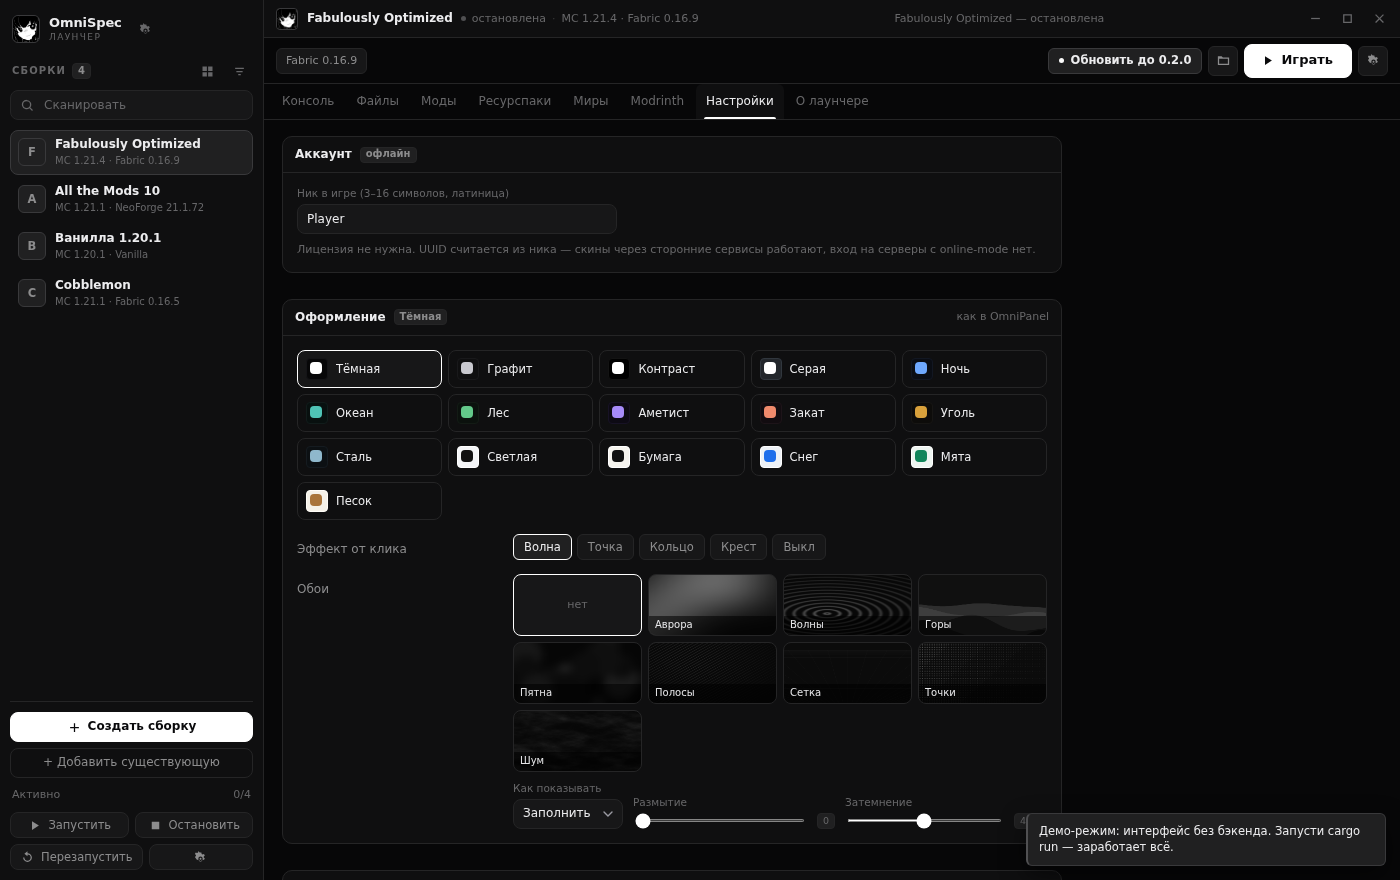 OmniSpec
ЛАУНЧЕР
СБОРКИ 4
Сканировать
F Fabulously Optimized
MC 1.21.4 · Fabric 0.16.9
A All the Mods 10
MC 1.21.1 · NeoForge 21.1.72
В Ванилла 1.20.1
MC 1.20.1 · Vanilla
C Cobblemon
MC 1.21.1 · Fabric 0.16.5
+ Создать сборку
+ Добавить существующую
Активно 0/4
Запустить Остановить
Перезапустить
Fabulously Optimized остановлена · MC 1.21.4 · Fabric 0.16.9 Fabulously Optimized — остановлена
Fabric 0.16.9 Обновить до 0.2.0 Играть
Консоль Файлы Моды Ресурспаки Миры Modrinth Настройки О лаунчере
Аккаунт офлайн
Ник в игре (3–16 символов, латиница)
Player
Лицензия не нужна. UUID считается из ника — скины через сторонние сервисы работают, вход на серверы с online-mode нет.
Оформление Тёмная как в OmniPanel
Тёмная Графит Контраст Серая Ночь
Океан Лес Аметист Закат Уголь
Сталь Светлая Бумага Снег Мята
Песок
Эффект от клика Волна Точка Кольцо Крест Выкл
Обои нет Аврора Волны Горы
Пятна Полосы Сетка Точки
Шум
Как показывать Размытие Затемнение
Заполнить 0
Демо-режим: интерфейс без бэкенда. Запусти cargo
run — заработает всё.